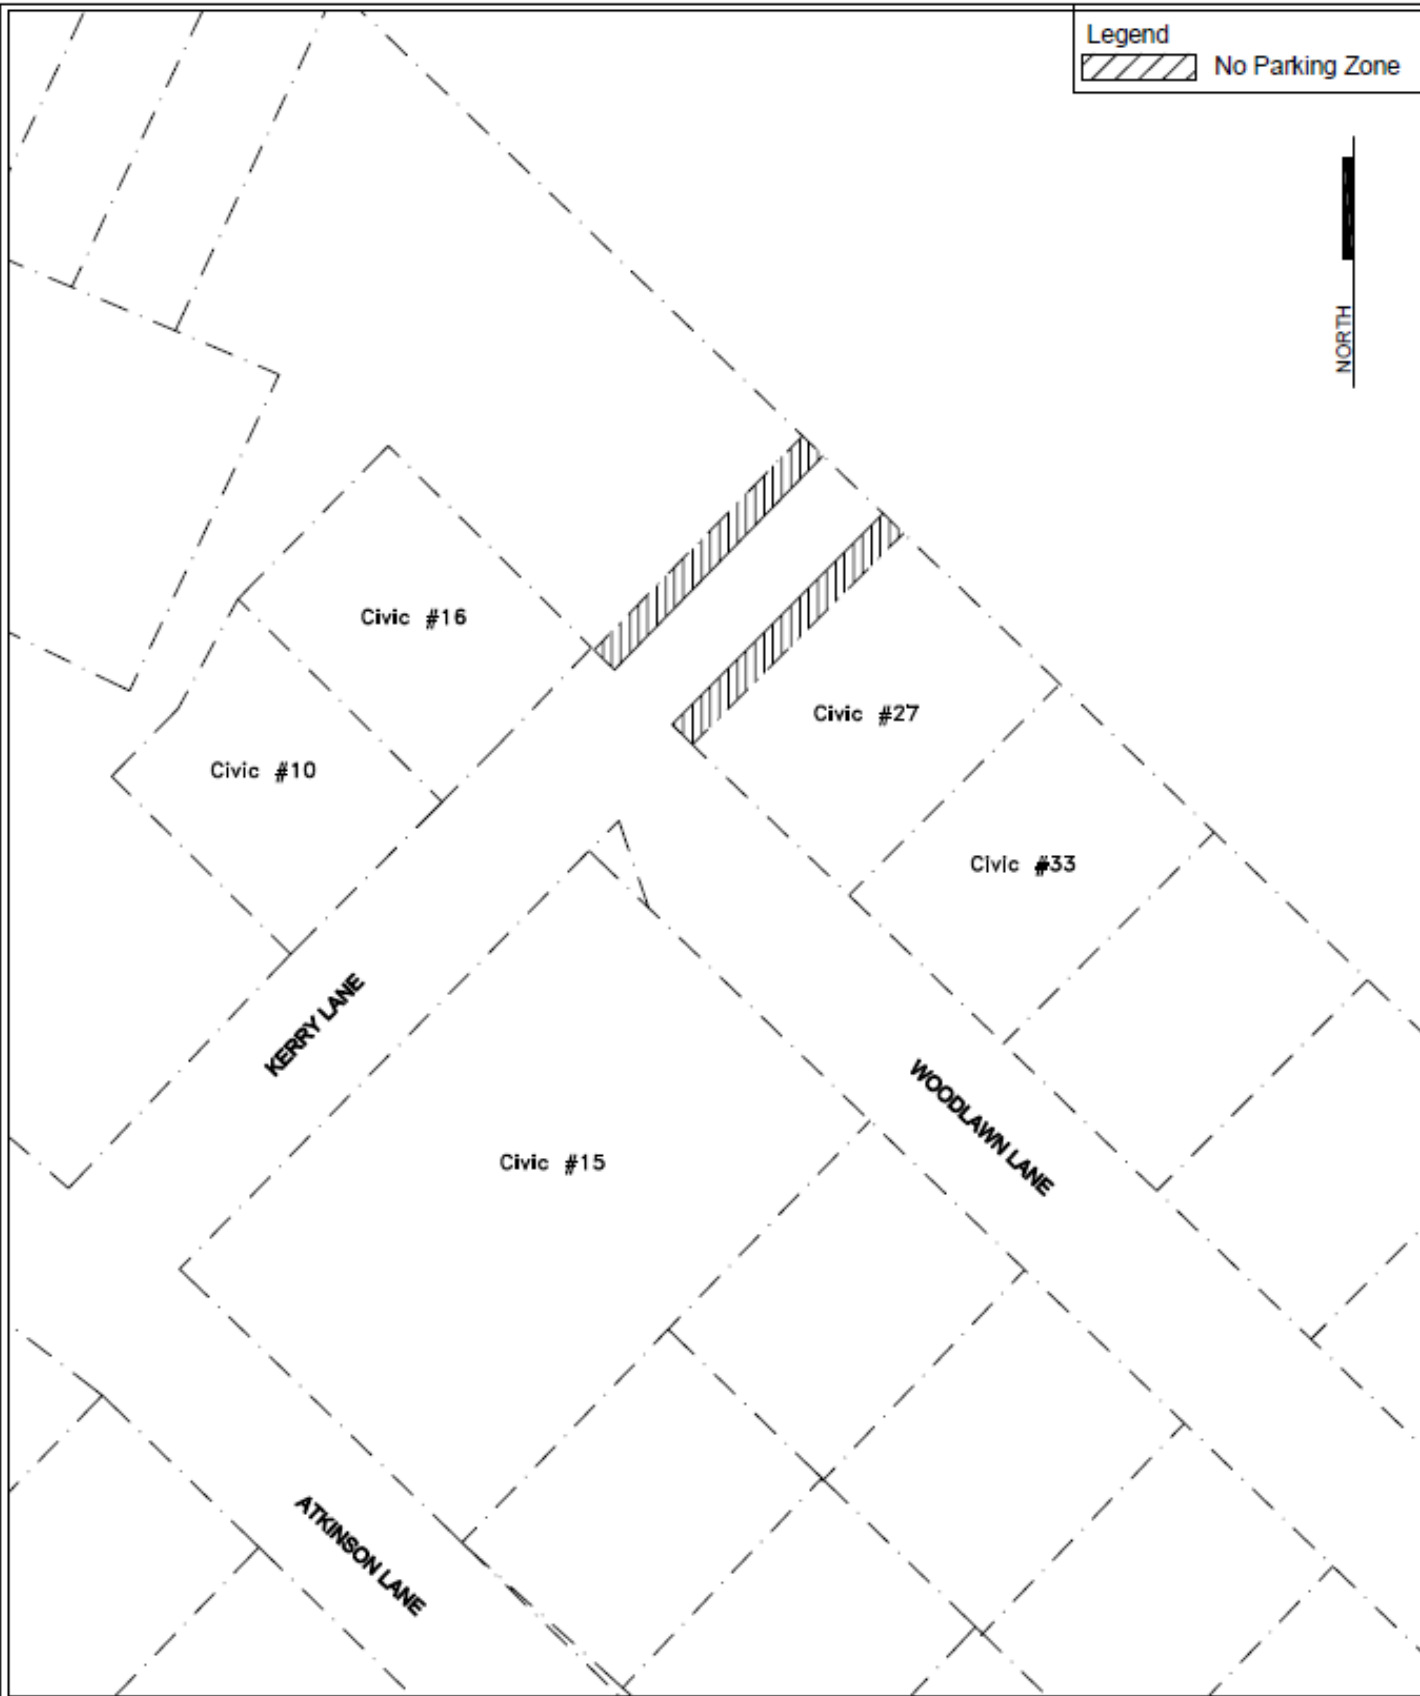 Legend
No Parking Zone
NORTH
Civic #16
Civic #27
Civic #10
Civic #33
KERRY LANE
WOODLAWN LANE
Civic #15
ATKINSON LANE